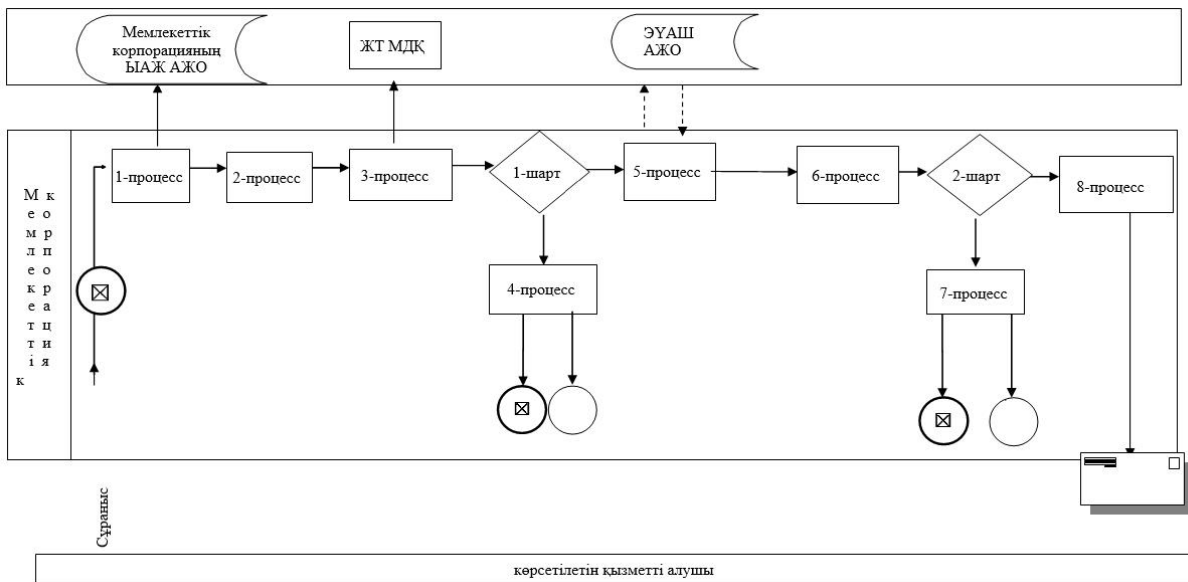 Мемлекеттік
корпорацияның
ЫАЖ АЖО
ЖТ МДҚ
ЭҮАШ
АЖО
Мемлекеттік
корпорация
1-процесс
2-процесс
3-процесс
1-шарт
5-процесс
6-процесс
2-шарт
8-процесс
4-процесс
7-процесс
Сұраныс
көрсетілетін қызметті алушы